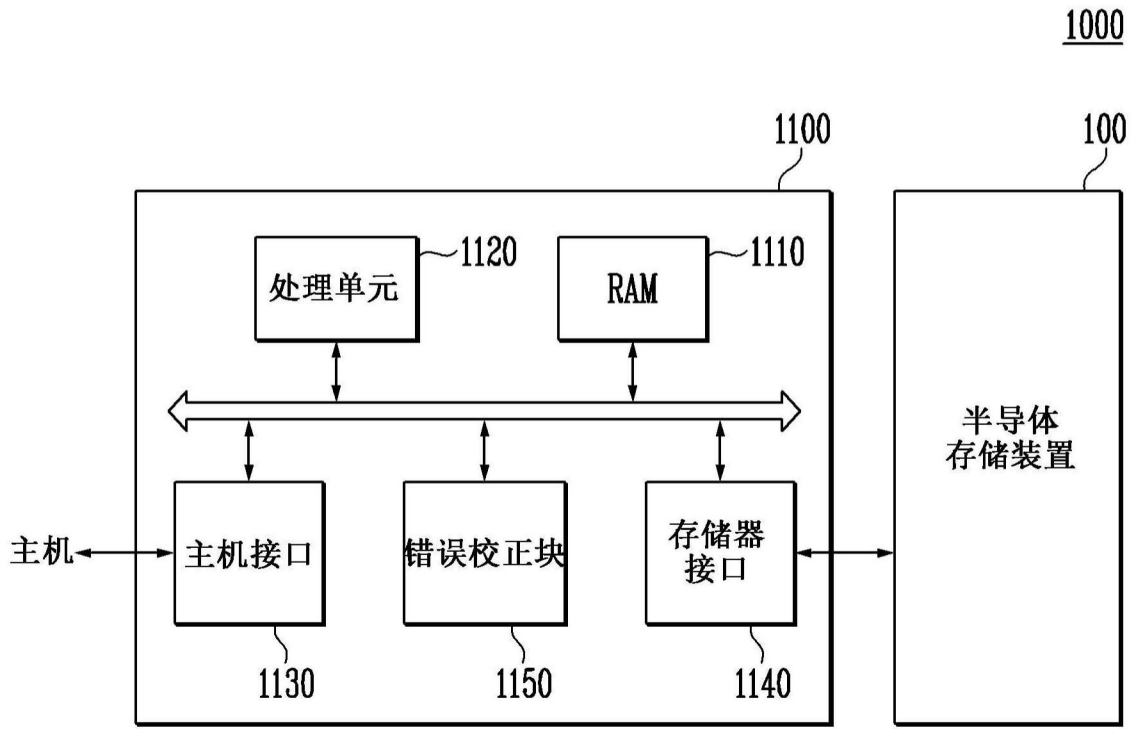 1000
1100
100
1120
1110
处理单元
RAM
半导体
存储装置
主机
主机接口
错误校正块
存储器
接口
1130
1150
1140